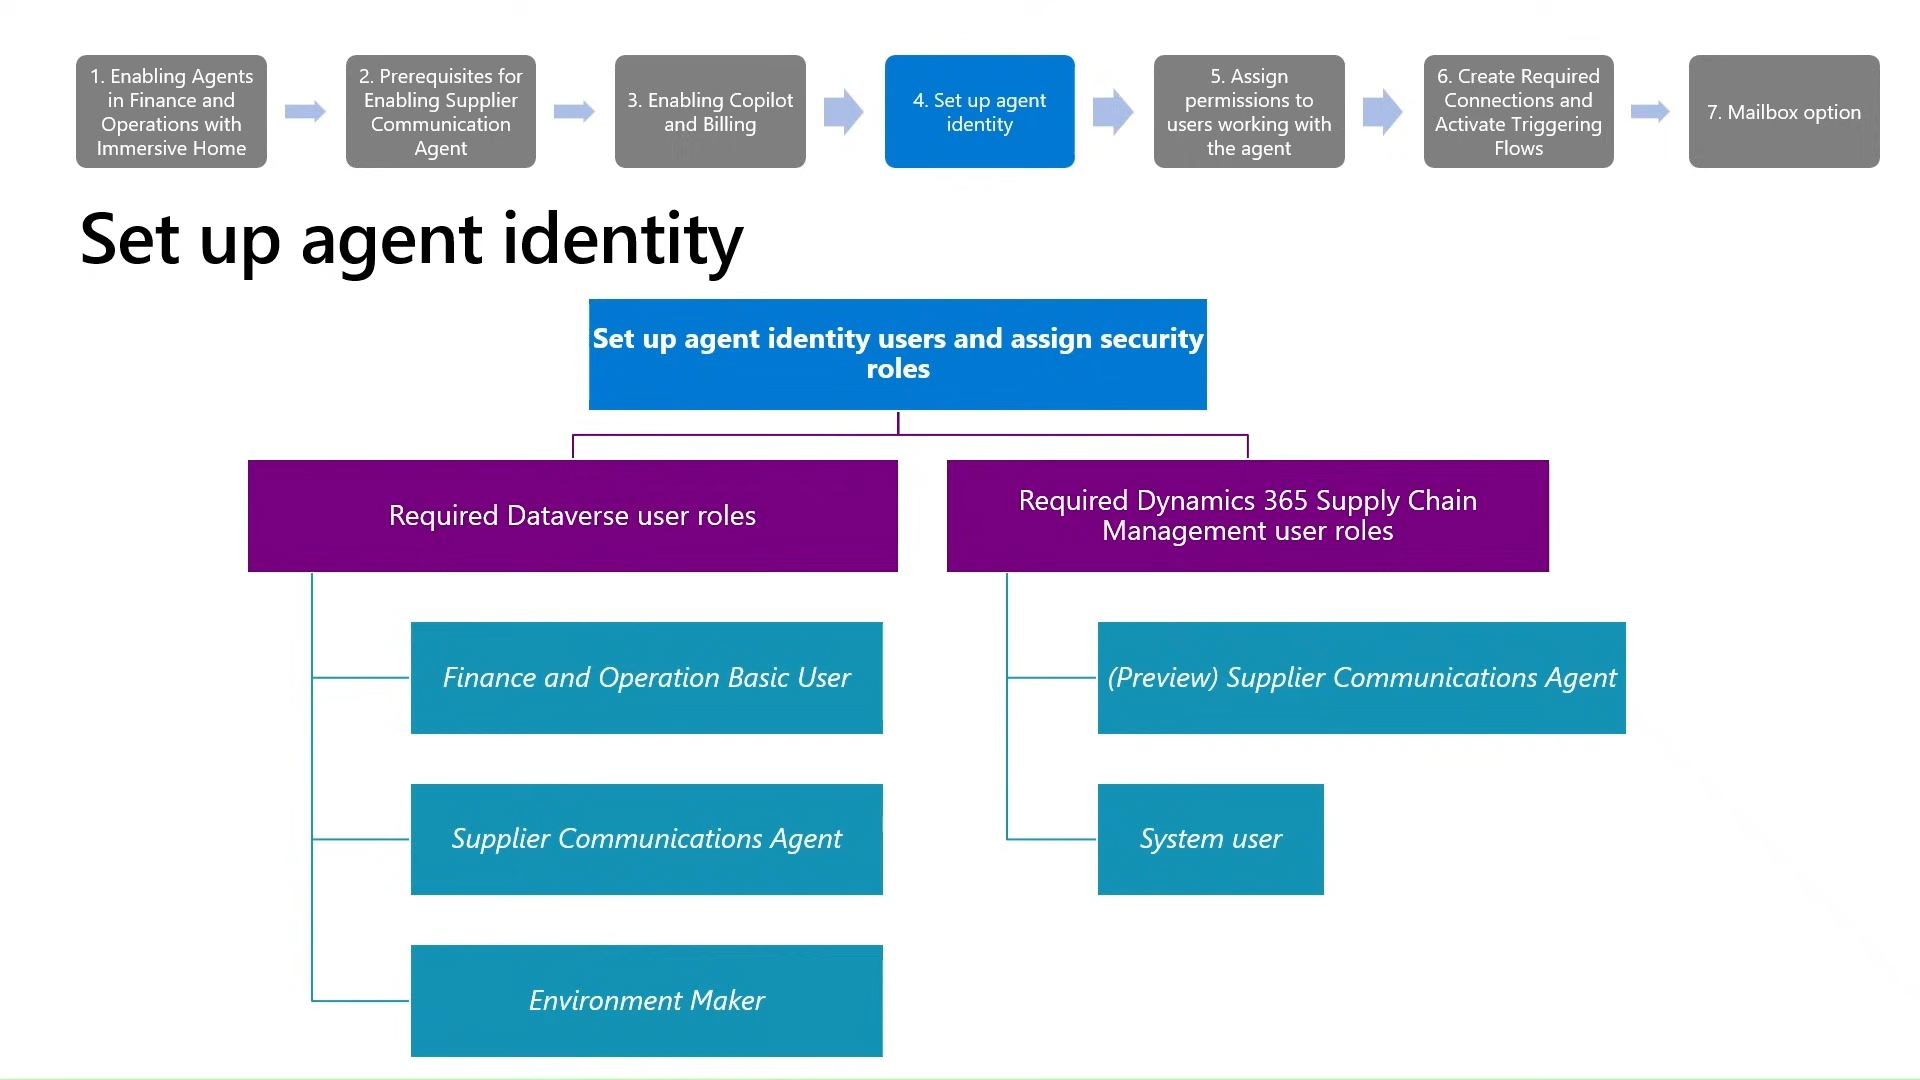 1. Enabling Agents
in Finance and
Operations with
Immersive Home
2. Prerequisites for
Enabling Supplier
Communication
Agent
3. Enabling Copilot
and Billing
4. Set up agent
identity
5. Assign
permissions to
users working with
the agent
6. Create Required
Connections and
Activate Triggering
Flows
7. Mailbox option
Set up agent identity
Set up agent identity users and assign security
roles
Required Dataverse user roles
Finance and Operation Basic User
Supplier Communications Agent
Environment Maker
Required Dynamics 365 Supply Chain
Management user roles
(Preview) Supplier Communications Agent
System user